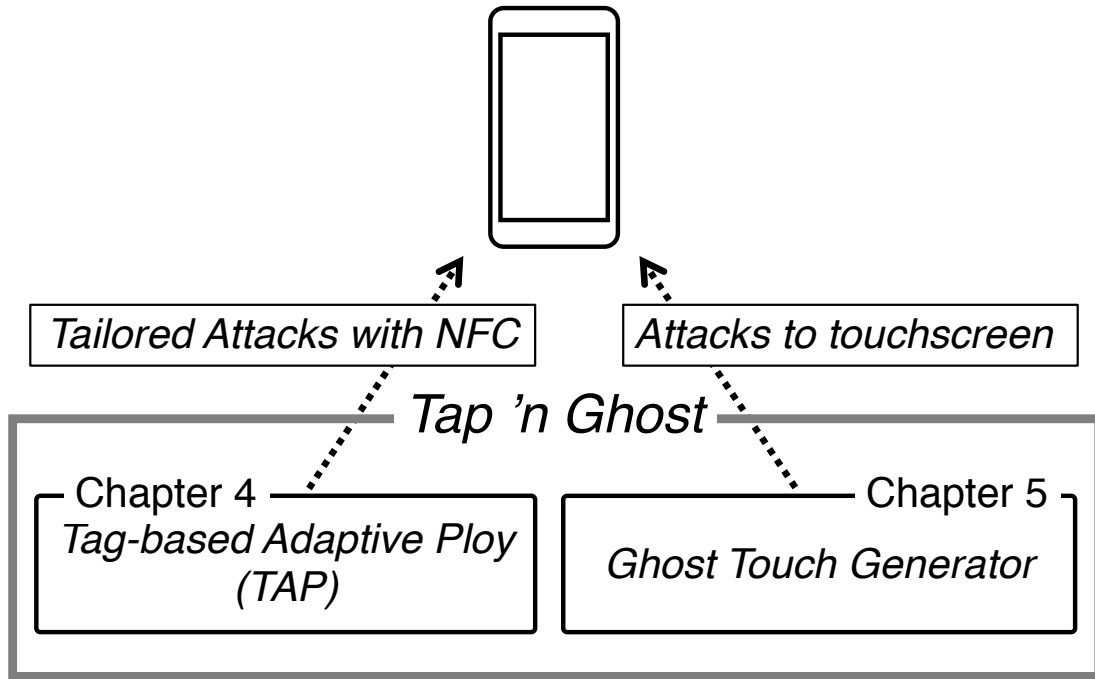 Tailored Attacks with NFC
Attacks to touchscreen
Tap ’n Ghost
Chapter 4
Tag-based Adaptive Ploy
(TAP)
Chapter 5
Ghost Touch Generator